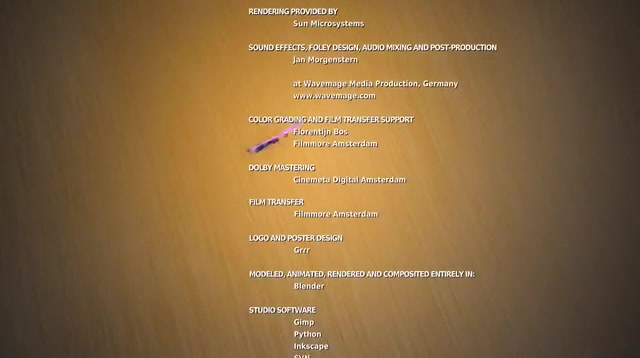 RENDERING PROVIDED BY
Sun Microsystems
SOUND EFFECTS, FOLEY DESIGN, AUDIO MIXING AND POST-PRODUCTION
Jan Morgenstern
at Wavemage Media Production, Germany
www.wavemage.com
COLOR GRADING AND FILM TRANSFER SUPPORT
Florentijn Bos
Filmmore Amsterdam
DOLBY MASTERING
Cinemeta Digital Amsterdam
FILM TRANSFER
Filmmore Amsterdam
LOGO AND POSTER DESIGN
Grrr
MODELED, ANIMATED, RENDERED AND COMPOSITED ENTIRELY IN:
Blender
STUDIO SOFTWARE
Gimp
Python
Inkscape
SVN